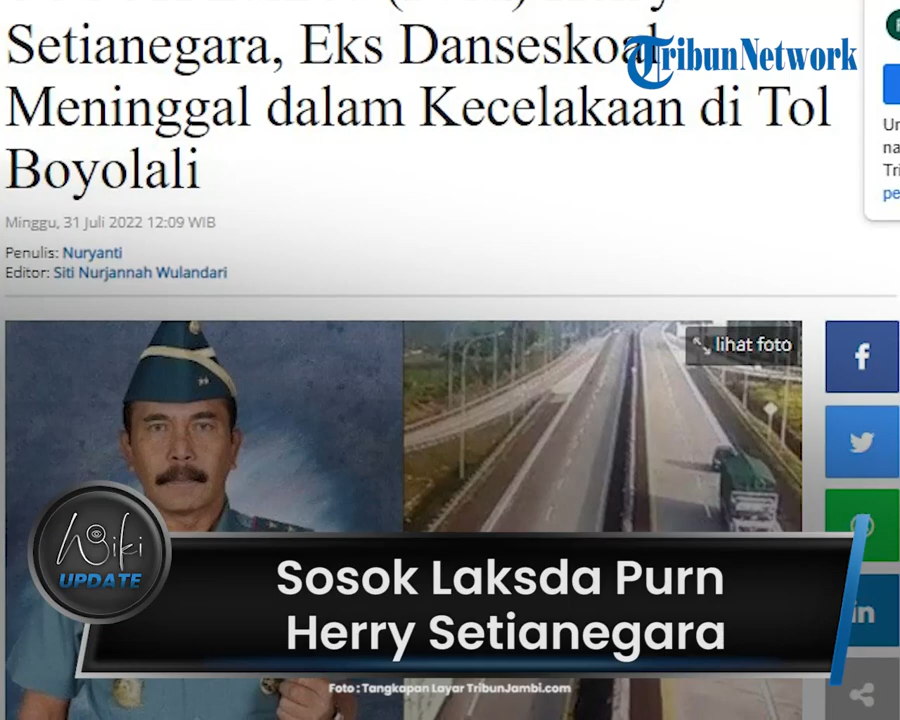 Setianegara, Eks Danseskoal
TribunNetwork
Meninggal dalam Kecelakaan di Tol
Boyolali
Minggu, 31 Juli 2022 12:09 WIB
Penulis: Nuryanti
Editor: Siti Nurjannah Wulandari
lihat foto
Wiki
UPDATE
Sosok Laksda Purn
Herry Setianegara
Foto : Tangkapan Layar TribunJambi.com